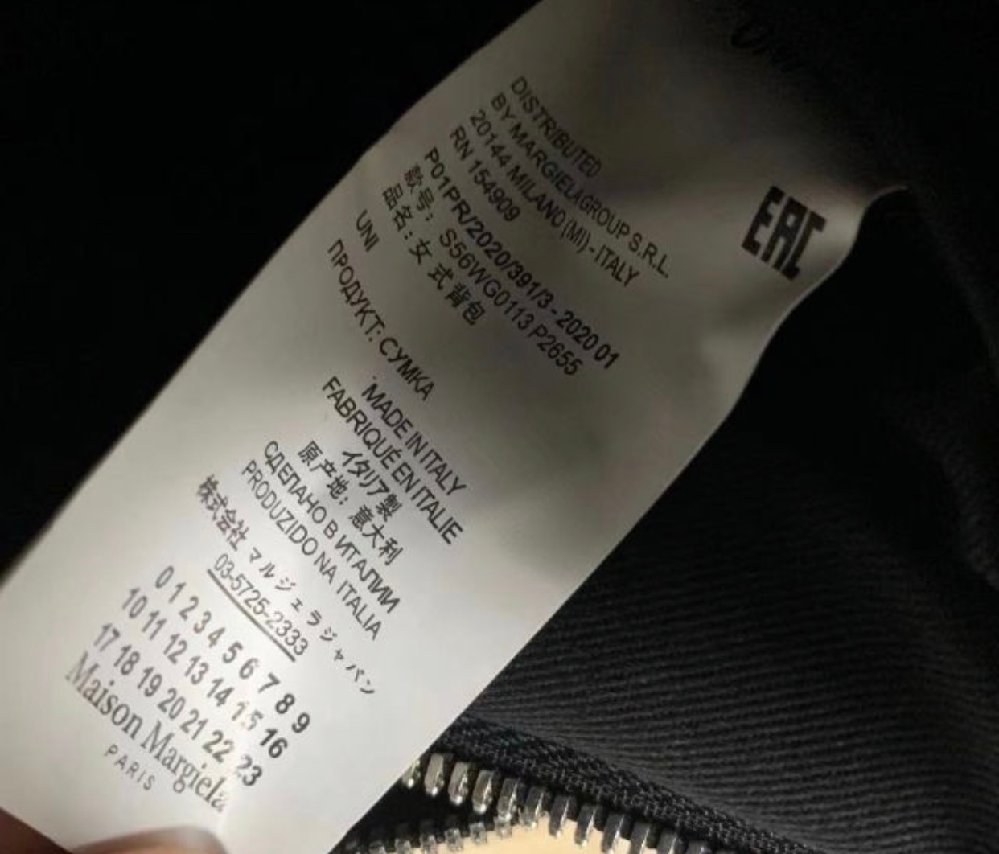 DISTRIBUTED
BY MARGIELAGROUP S.R.L.
20144 MILANO (MI) - ITALY
RN 154909
P01PR/2020/391/3 - 2020 01
款号: S56WG0113 P2655
品名: 女 式背包
UNI
ПРОДУКТ: СУМКА
EAC
MADE IN ITALY
FABRIQUÉ EN ITALIE
イタリア製
原产地: 意大利
СДЕЛАНО В ИТАЛИИ
PRODUZIDO NA ITALIA
株式会社 マルジェラジャパン
03-5725-2333
0 1 2 3 4 5 6 7 8 9
10 11 12 13 14 15 16
17 18 19 20 21 22 23
Maison Margiela
PARIS